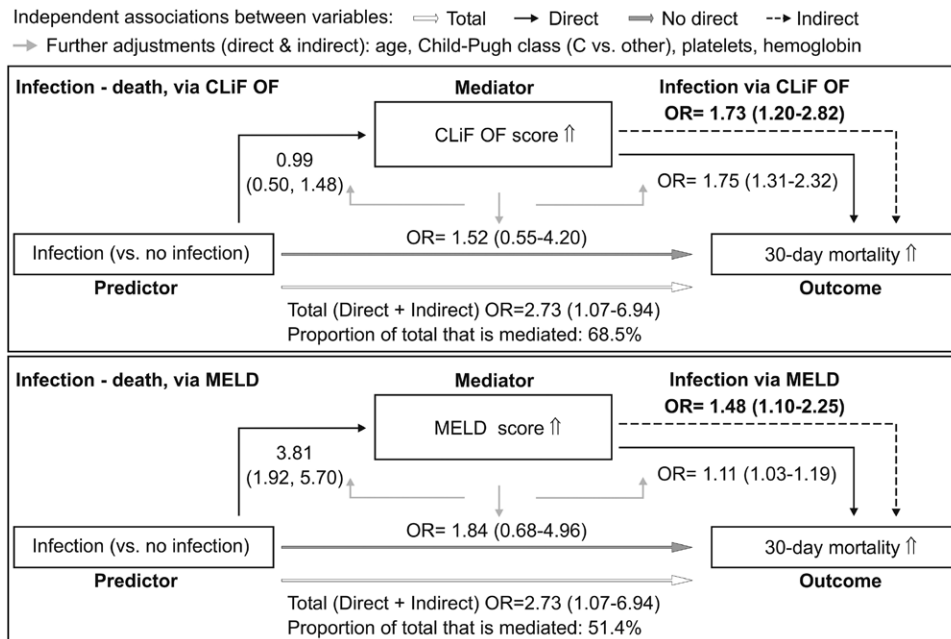 Independent associations between variables: ⇨ Total → Direct → No direct ⇢ Indirect
→ Further adjustments (direct & indirect): age, Child-Pugh class (C vs. other), platelets, hemoglobin
Infection - death, via CLiF OF
Mediator
Infection via CLiF OF
OR= 1.73 (1.20-2.82)
CLiF OF score ⇑
0.99
(0.50, 1.48)
OR= 1.75 (1.31-2.32)
OR= 1.52 (0.55-4.20)
Infection (vs. no infection)
30-day mortality ⇑
Predictor
Outcome
Total (Direct + Indirect) OR=2.73 (1.07-6.94)
Proportion of total that is mediated: 68.5%
Infection - death, via MELD
Mediator
Infection via MELD
OR= 1.48 (1.10-2.25)
MELD score ⇑
3.81
(1.92, 5.70)
OR= 1.11 (1.03-1.19)
OR= 1.84 (0.68-4.96)
Infection (vs. no infection)
30-day mortality ⇑
Predictor
Outcome
Total (Direct + Indirect) OR=2.73 (1.07-6.94)
Proportion of total that is mediated: 51.4%